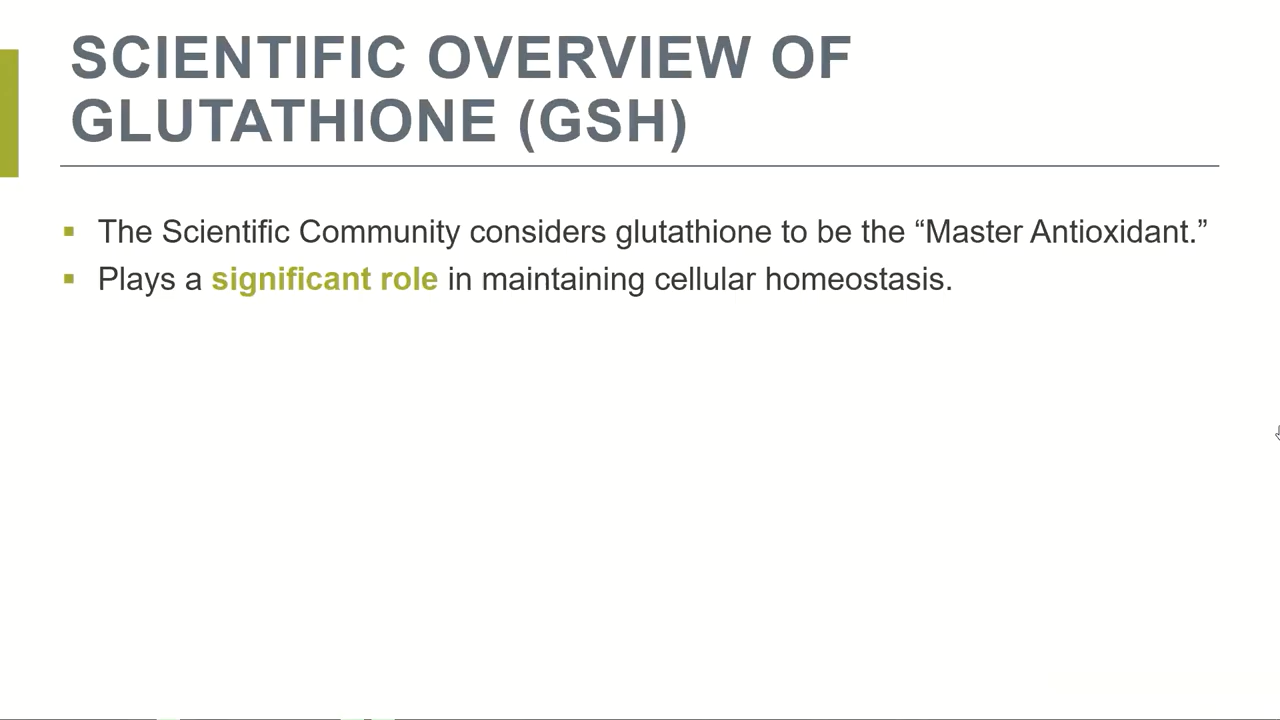 SCIENTIFIC OVERVIEW OF
GLUTATHIONE (GSH)
The Scientific Community considers glutathione to be the “Master Antioxidant.”
Plays a significant role in maintaining cellular homeostasis.